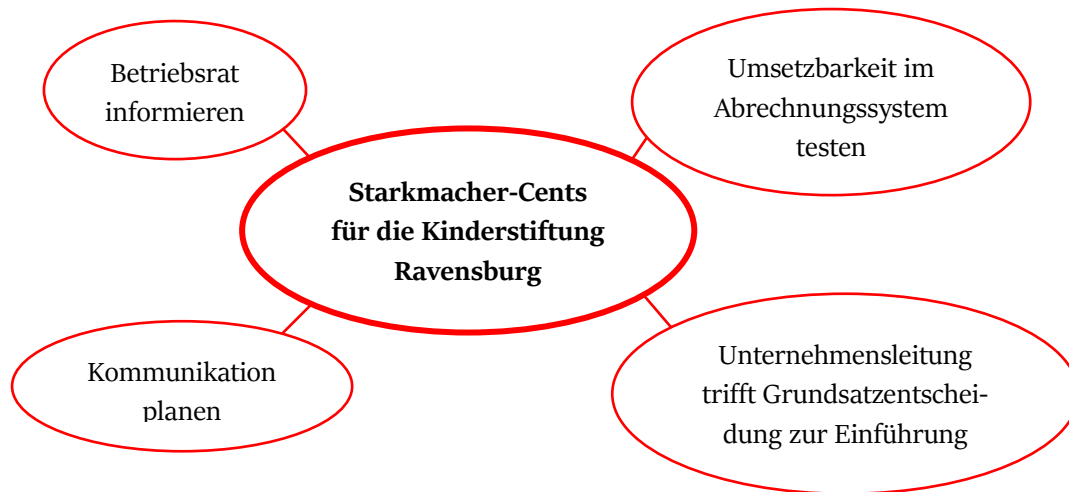 Betriebsrat
informieren
Umsetzbarkeit im
Abrechnungssystem
testen
Starkmacher-Cents
für die Kinderstiftung
Ravensburg
Kommunikation
planen
Unternehmensleitung
trifft Grundsatzentschei-
dung zur Einführung